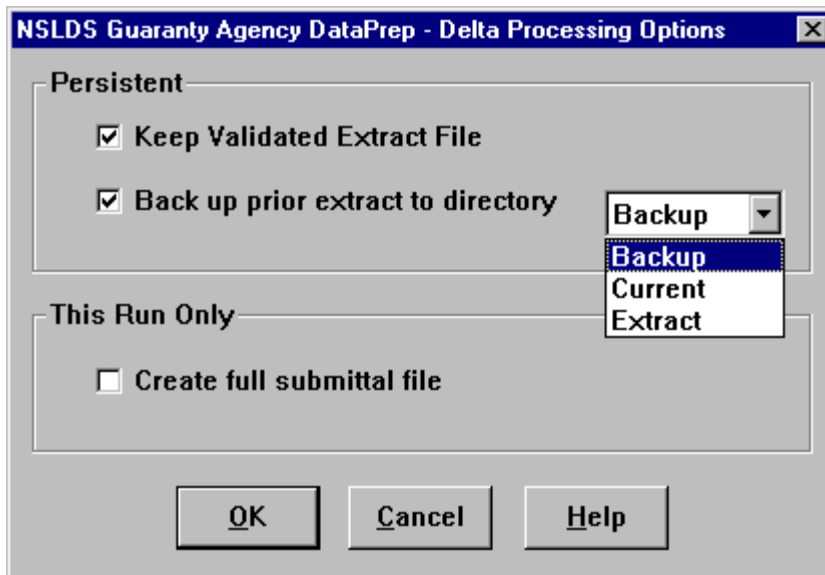 NSLDS Guaranty Agency DataPrep - Delta Processing Options
Persistent
Keep Validated Extract File
Back up prior extract to directory
Backup
Backup
Current
Extract
This Run Only
Create full submittal file
OK
Cancel
Help